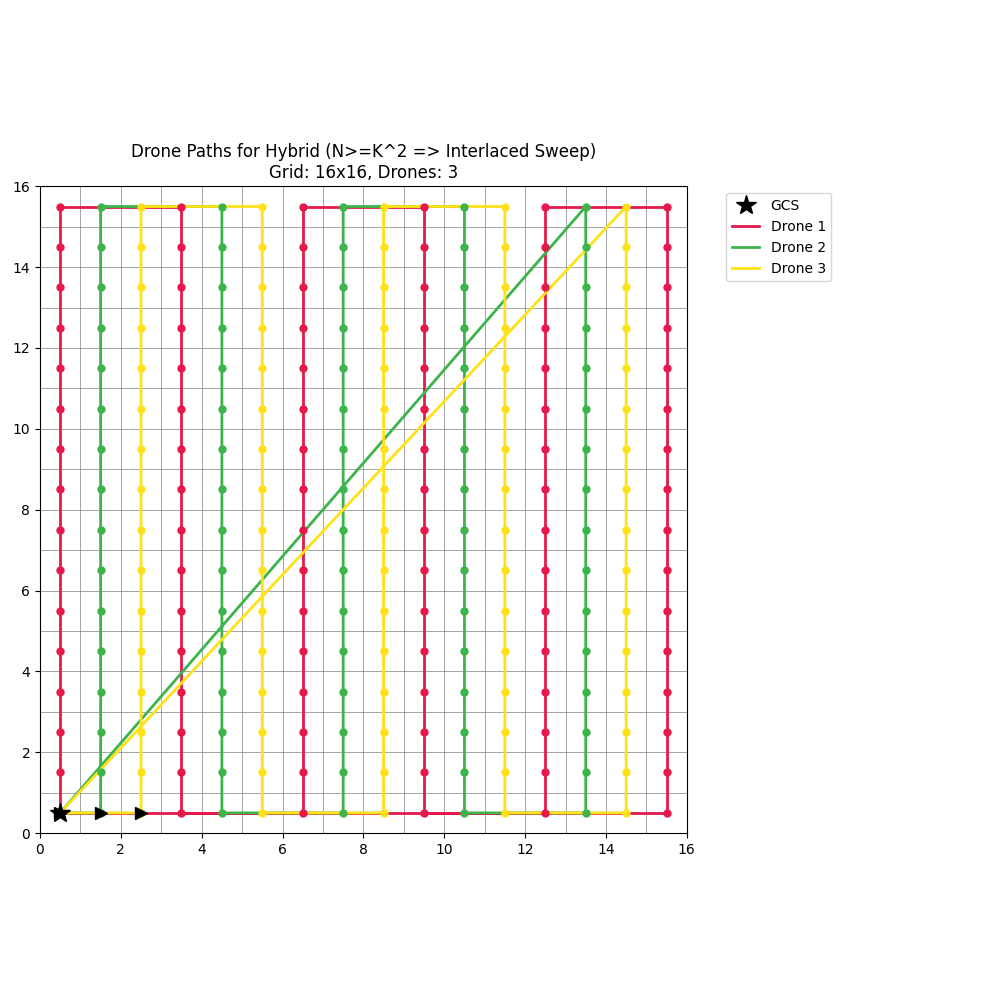 Drone Paths for Hybrid (N>=K^2 => Interlaced Sweep)
Grid: 16x16, Drones: 3
GCS
Drone 1
Drone 2
Drone 3
16
14
12
10
8
6
4
2
0
0 2 4 6 8 10 12 14 16